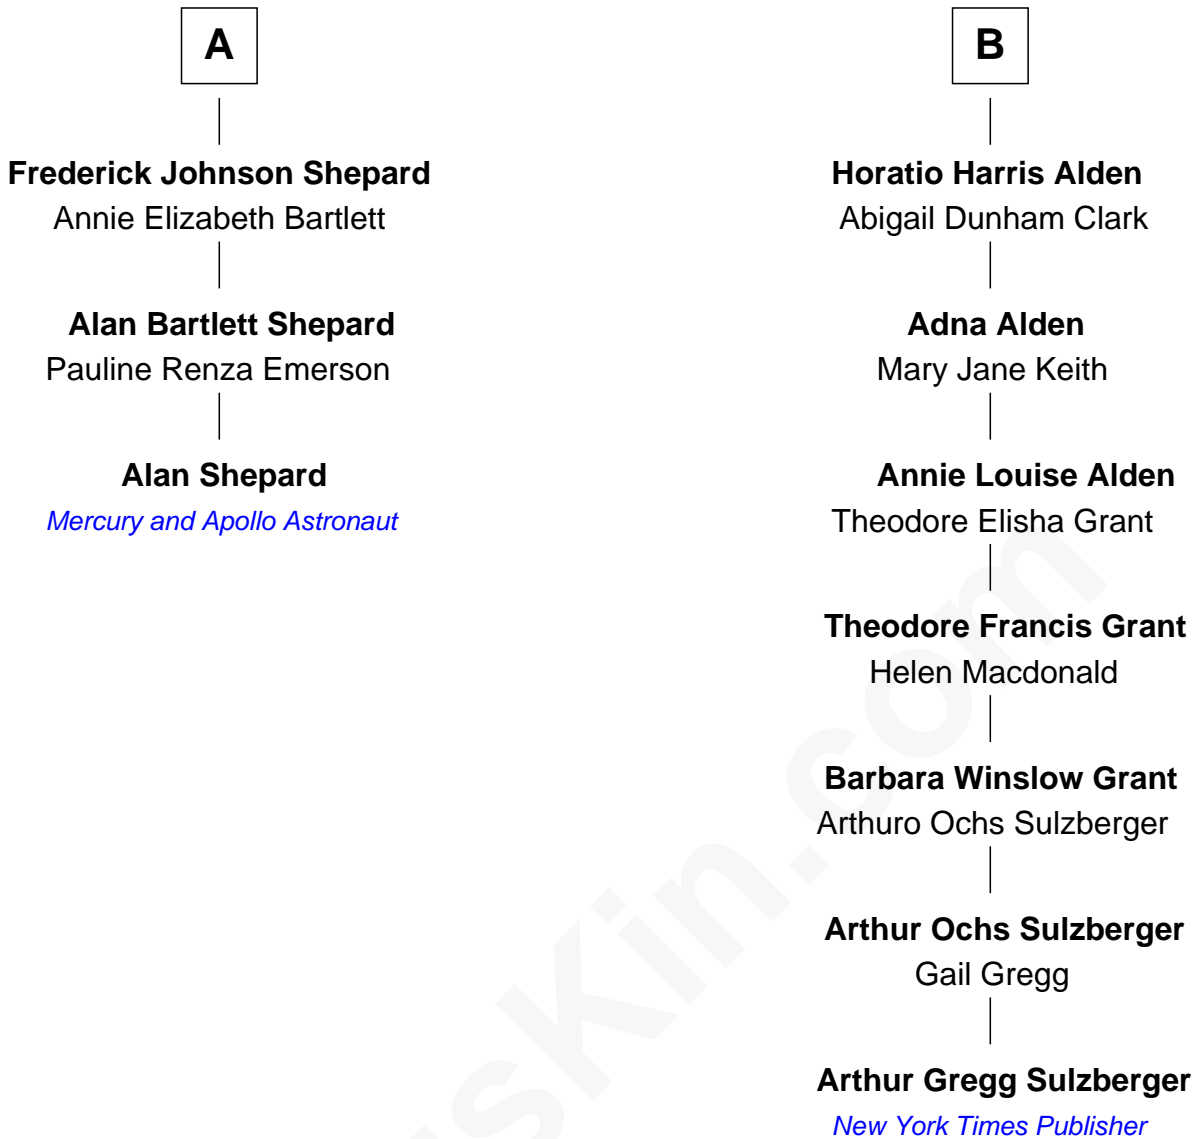 A
Frederick Johnson Shepard
Annie Elizabeth Bartlett
Alan Bartlett Shepard
Pauline Renza Emerson
Alan Shepard
Mercury and Apollo Astronaut
B
Horatio Harris Alden
Abigail Dunham Clark
Adna Alden
Mary Jane Keith
Annie Louise Alden
Theodore Elisha Grant
Theodore Francis Grant
Helen Macdonald
Barbara Winslow Grant
Arthuro Ochs Sulzberger
Arthur Ochs Sulzberger
Gail Gregg
Arthur Gregg Sulzberger
New York Times Publisher